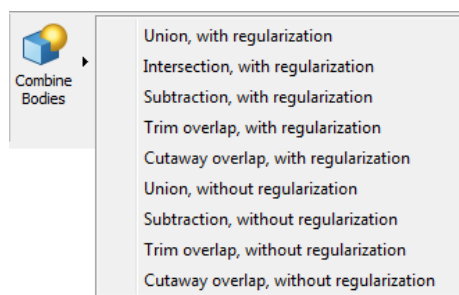 Combine
Bodies
Union, with regularization
Intersection, with regularization
Subtraction, with regularization
Trim overlap, with regularization
Cutaway overlap, with regularization
Union, without regularization
Subtraction, without regularization
Trim overlap, without regularization
Cutaway overlap, without regularization